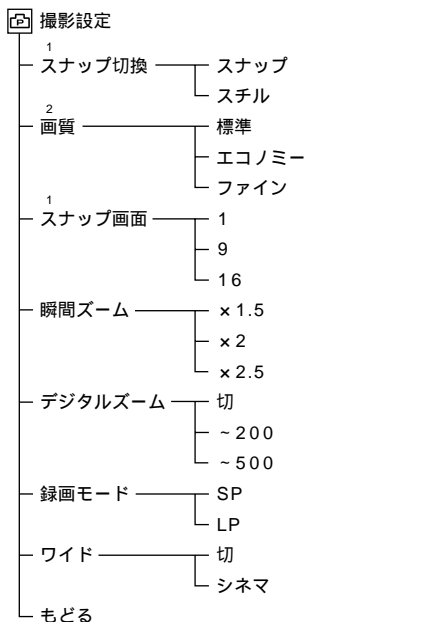 P 撮影設定
1
スナップ切換 スナップ
スチル
2
画質 標準
エコノミー
ファイン
1
スナップ画面 1
9
16
瞬間ズーム ×1.5
×2
×2.5
デジタルズーム 切
~200
~500
録画モード SP
LP
ワイド 切
シネマ
もどる